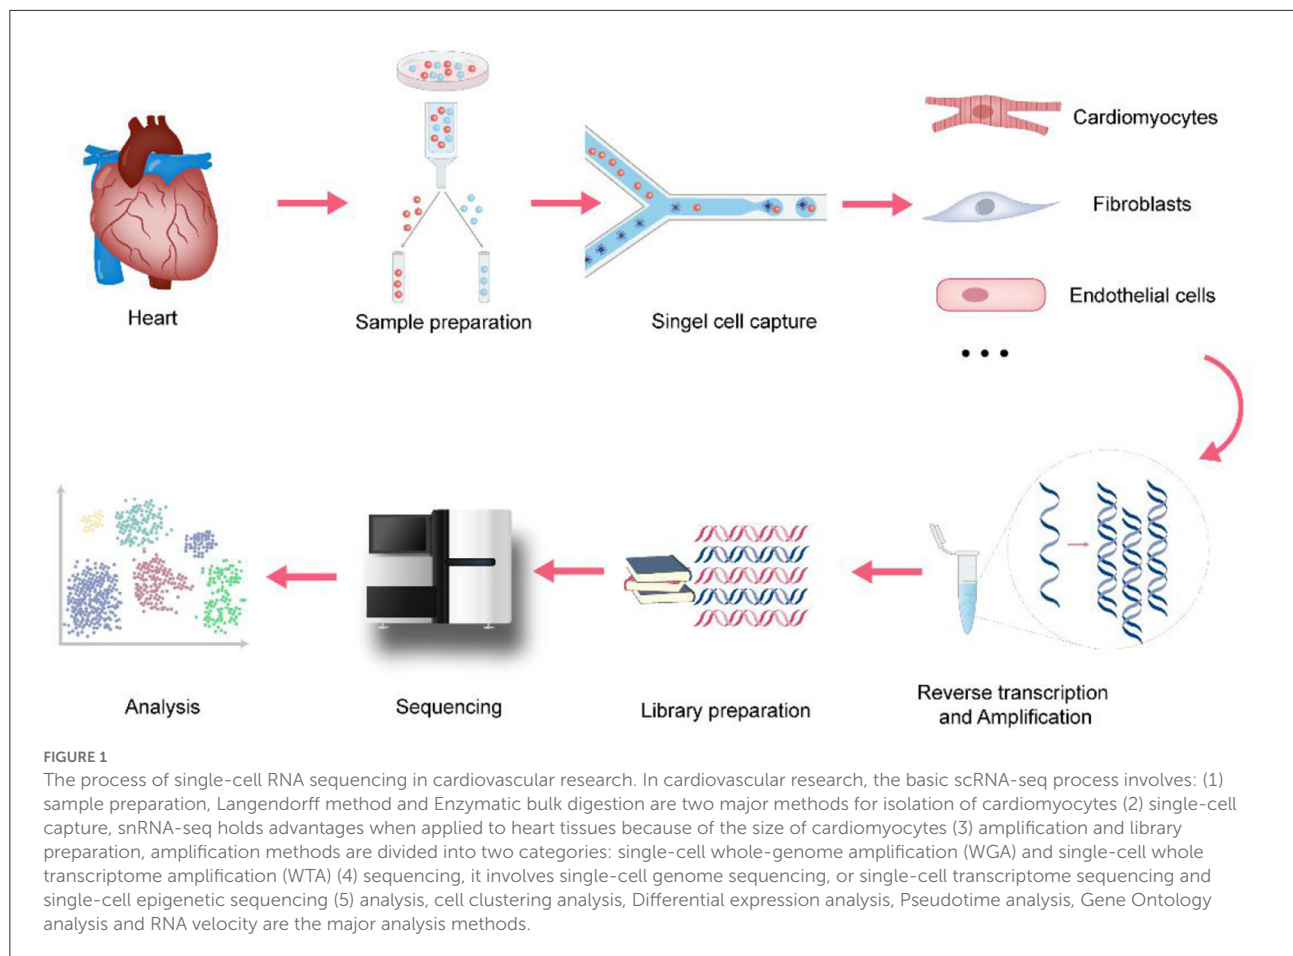 Cardiomyocytes
Fibroblasts
Endothelial cells
Heart
Sample preparation
Singel cell capture
Analysis
Sequencing
Library preparation
Reverse transcription
and Amplification
FIGURE 1
The process of single-cell RNA sequencing in cardiovascular research. In cardiovascular research, the basic scRNA-seq process involves: (1)
sample preparation, Langendorff method and Enzymatic bulk digestion are two major methods for isolation of cardiomyocytes (2) single-cell
capture, snRNA-seq holds advantages when applied to heart tissues because of the size of cardiomyocytes (3) amplification and library
preparation, amplification methods are divided into two categories: single-cell whole-genome amplification (WGA) and single-cell whole
transcriptome amplification (WTA) (4) sequencing, it involves single-cell genome sequencing, or single-cell transcriptome sequencing and
single-cell epigenetic sequencing (5) analysis, cell clustering analysis, Differential expression analysis, Pseudotime analysis, Gene Ontology
analysis and RNA velocity are the major analysis methods.